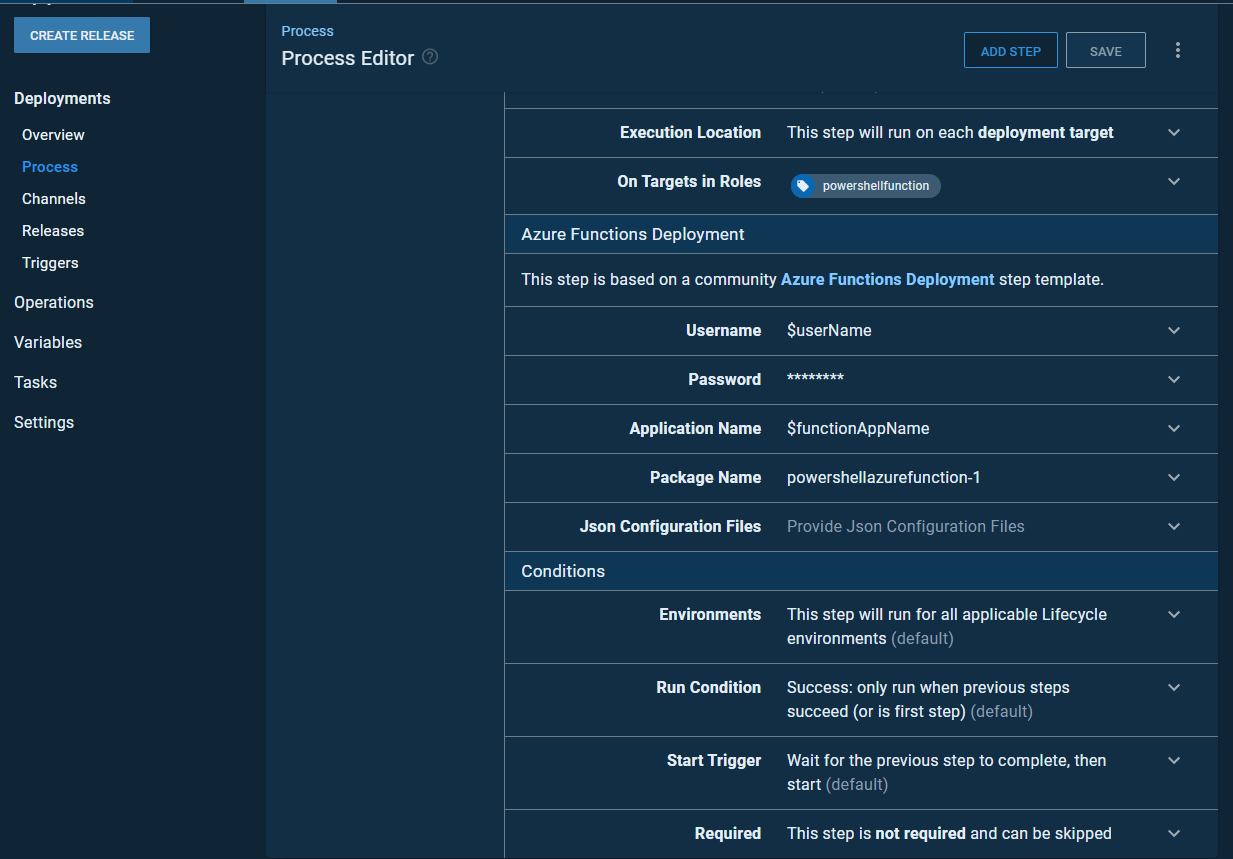 CREATE RELEASE
Deployments
Overview
Process
Channels
Releases
Triggers
Operations
Variables
Tasks
Settings
Process
Process Editor
ADD STEP
SAVE
Execution Location This step will run on each deployment target
On Targets in Roles powershellfunction
Azure Functions Deployment
This step is based on a community Azure Functions Deployment step template.
Username $userName
Password ********
Application Name $functionAppName
Package Name powershellazurefunction-1
Json Configuration Files Provide Json Configuration Files
Conditions
Environments This step will run for all applicable Lifecycle
environments (default)
Run Condition Success: only run when previous steps
succeed (or is first step) (default)
Start Trigger Wait for the previous step to complete, then
start (default)
Required This step is not required and can be skipped